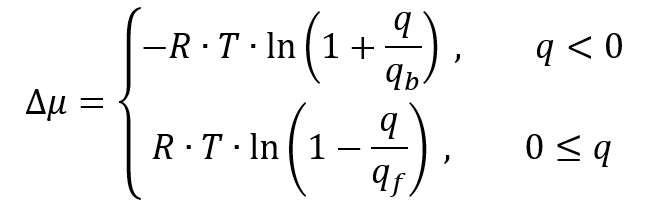 −R · T · ln(1 + q/q_b) , q < 0
Δμ =
R · T · ln(1 − q/q_f) , 0 ≤ q